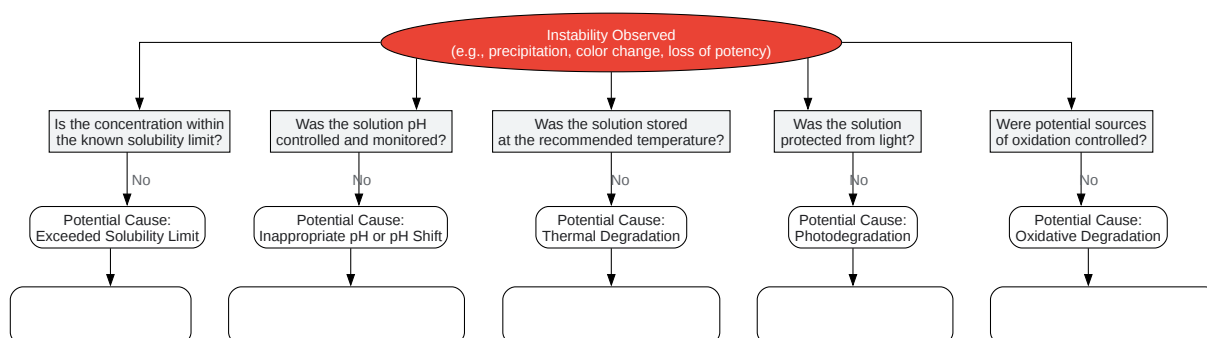 Instability Observed
(e.g., precipitation, color change, loss of potency)
Is the concentration within
the known solubility limit?
Was the solution pH
controlled and monitored?
Was the solution stored
at the recommended temperature?
Was the solution
protected from light?
Were potential sources
of oxidation controlled?
No
No
No
No
No
Potential Cause:
Exceeded Solubility Limit
Potential Cause:
Inappropriate pH or pH Shift
Potential Cause:
Thermal Degradation
Potential Cause:
Photodegradation
Potential Cause:
Oxidative Degradation